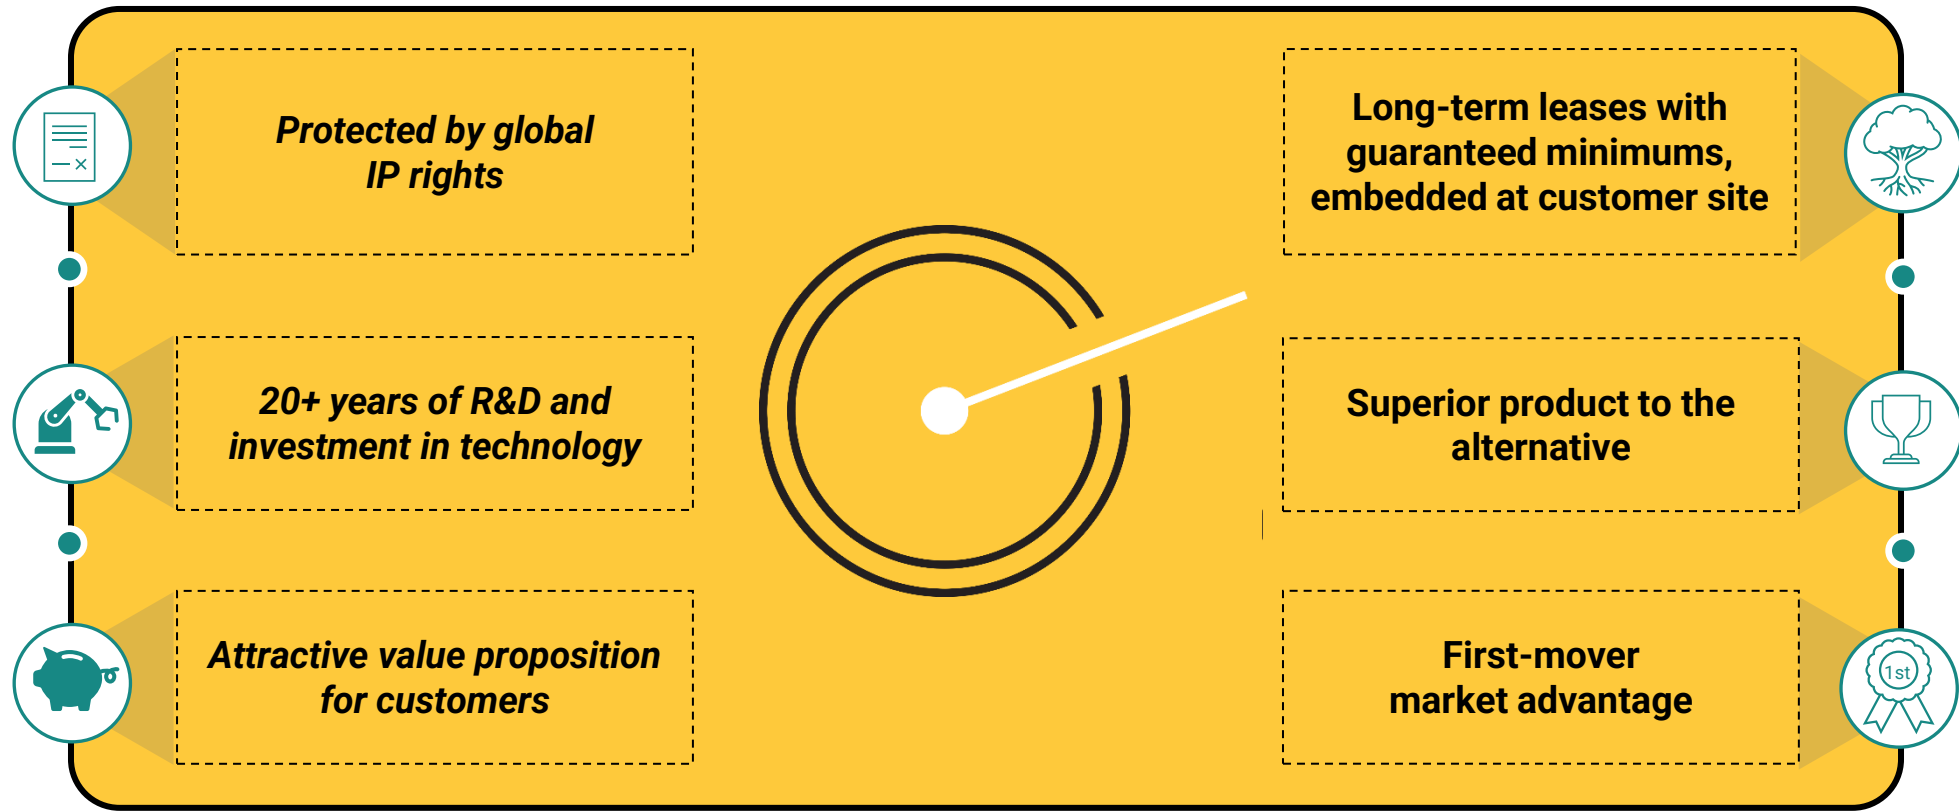 Protected by global
IP rights
20+ years of R&D and
investment in technology
Attractive value proposition
for customers
Long-term leases with
guaranteed minimums,
embedded at customer site
Superior product to the
alternative
First-mover
market advantage
1st